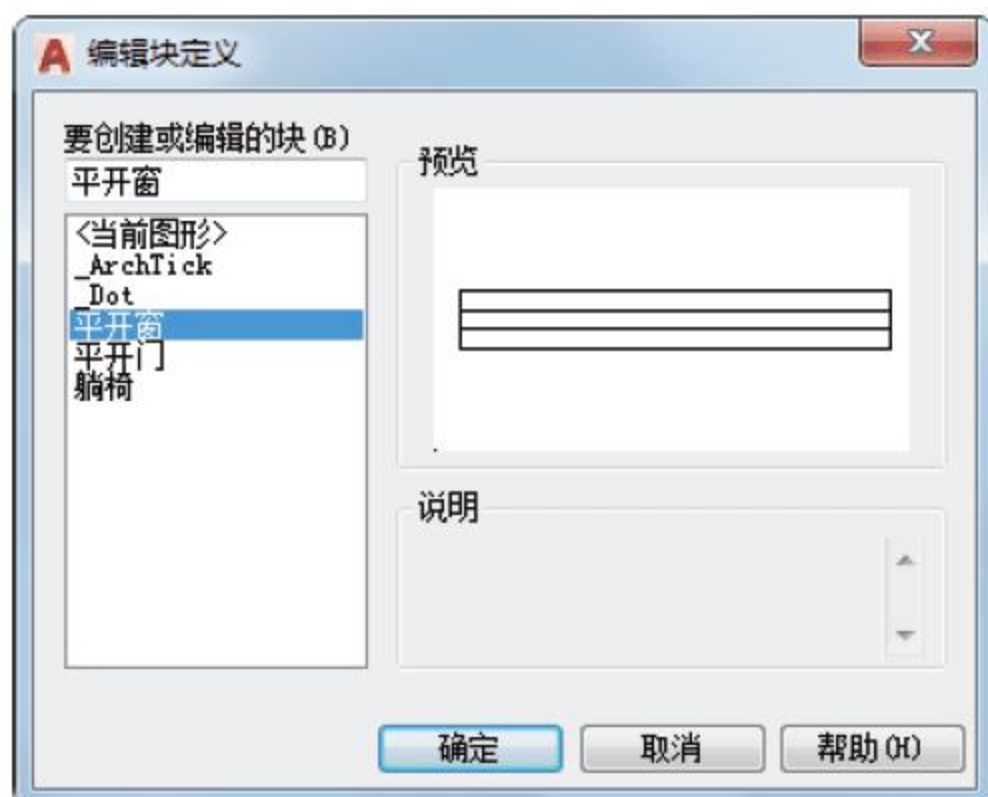 编辑块定义
要创建或编辑的块(B)
平开窗
<当前图形>
_ArchTick
_Dot
平开窗
平开门
躺椅
预览
说明
确定
取消
帮助(H)